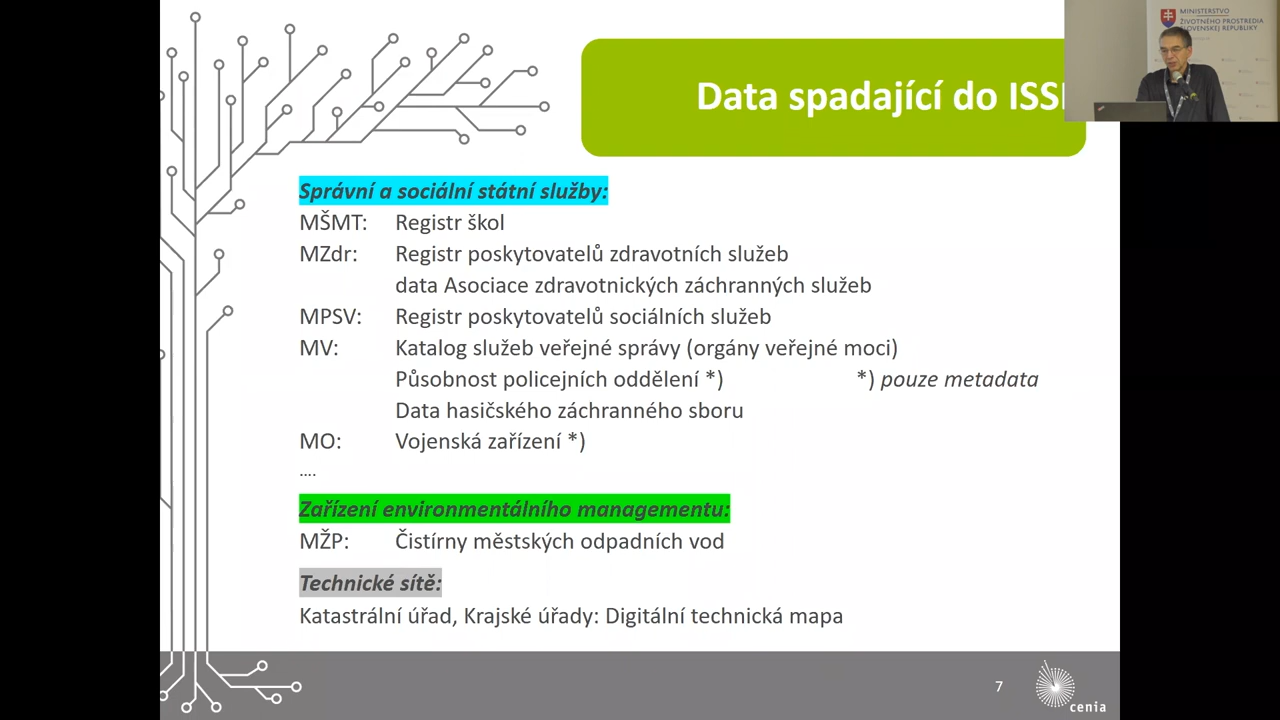 Data spadající do ISS
MINISTERSTVO
ŽIVOTNÉHO PROSTREDIA
SLOVENSKEJ REPUBLIKY
Správní a sociální státní služby:
MŠMT: Registr škol
MZdr: Registr poskytovatelů zdravotních služeb
data Asociace zdravotnických záchranných služeb
MPSV: Registr poskytovatelů sociálních služeb
MV: Katalog služeb veřejné správy (orgány veřejné moci)
Působnost policejních oddělení *) *) pouze metadata
Data hasičského záchranného sboru
MO: Vojenská zařízení *)
....
Zařízení environmentálního managementu:
MŽP: Čistírny městských odpadních vod
Technické sítě:
Katastrální úřad, Krajské úřady: Digitální technická mapa
7
cenia